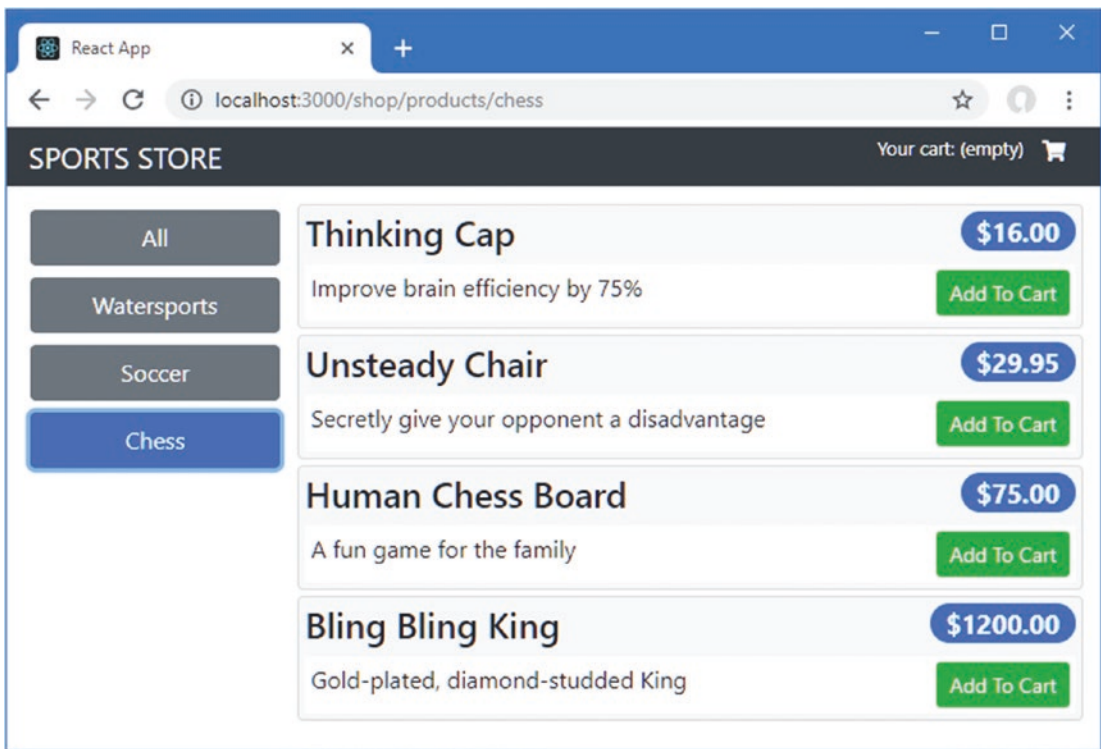 React App
localhost:3000/shop/products/chess
SPORTS STORE
Your cart: (empty)
All
Watersports
Soccer
Chess
Thinking Cap
$16.00
Improve brain efficiency by 75%
Add To Cart
Unsteady Chair
$29.95
Secretly give your opponent a disadvantage
Add To Cart
Human Chess Board
$75.00
A fun game for the family
Add To Cart
Bling Bling King
$1200.00
Gold-plated, diamond-studded King
Add To Cart